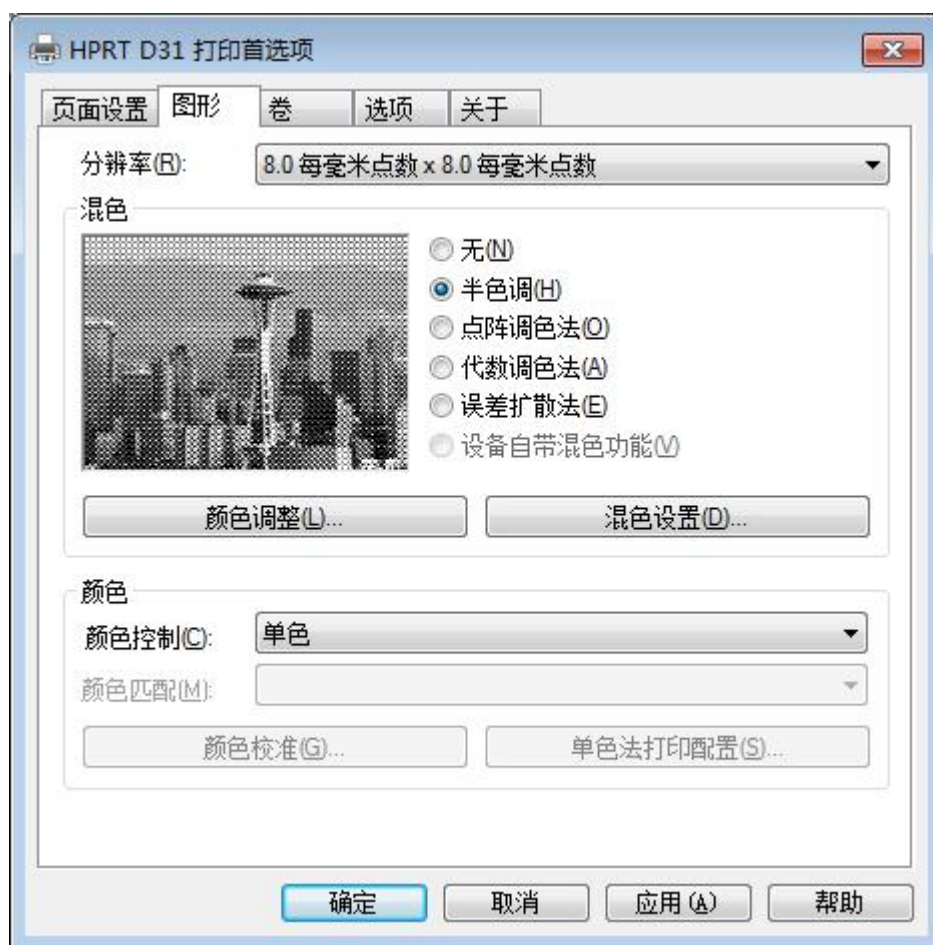 HPRT D31 打印首选项
页面设置 图形 卷 选项 关于
分辨率(R): 8.0 每毫米点数 x 8.0 每毫米点数
混色
无(N)
半色调(H)
点阵调色法(O)
代数调色法(A)
误差扩散法(E)
设备自带混色功能(V)
颜色调整(L)... 混色设置(D)...
颜色
颜色控制(C): 单色
颜色匹配(M):
颜色校准(G)... 单色法打印配置(S)...
确定 取消 应用(A) 帮助